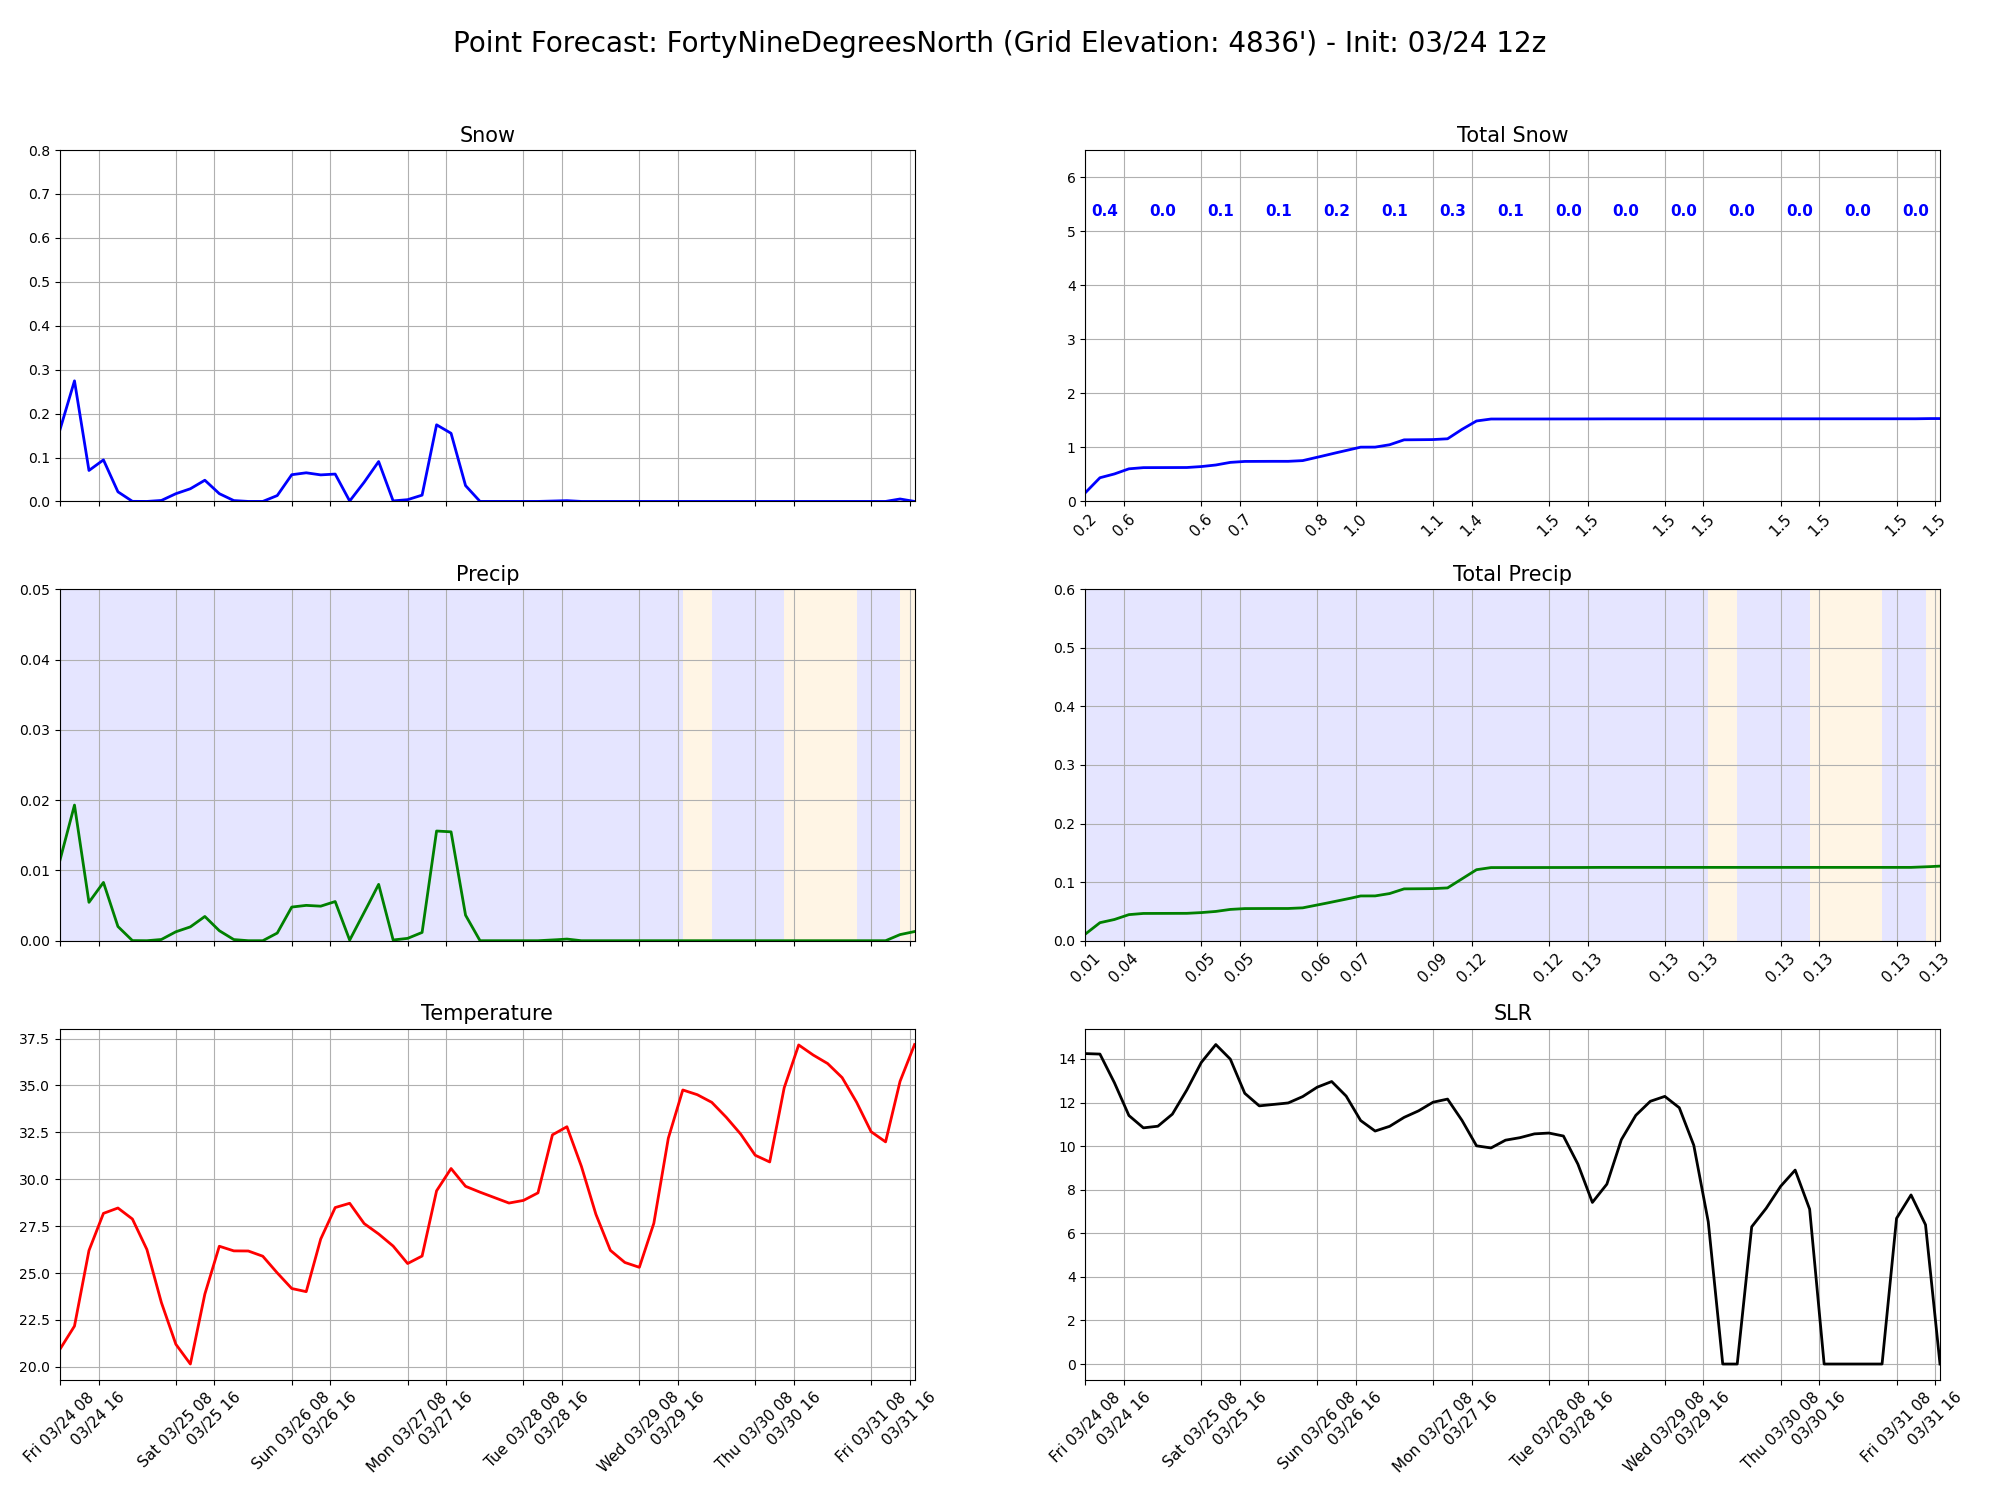 Point Forecast: FortyNineDegreesNorth (Grid Elevation: 4836') - Init: 03/24 12z
Snow
0.8
0.7
0.6
0.5
0.4
0.3
0.2
0.1
0.0
Total Snow
6
5
4
3
2
1
0
0.4 0.0 0.1 0.1 0.2 0.1 0.3 0.1 0.0 0.0 0.0 0.0 0.0 0.0 0.0
0.2 0.6 0.6 0.7 0.8 1.0 1.1 1.4 1.5 1.5 1.5 1.5 1.5 1.5 1.5 1.5
Precip
0.05
0.04
0.03
0.02
0.01
0.00
Total Precip
0.6
0.5
0.4
0.3
0.2
0.1
0.0
0.01 0.04 0.05 0.05 0.06 0.07 0.09 0.12 0.12 0.13 0.13 0.13 0.13 0.13 0.13 0.13
Temperature
37.5
35.0
32.5
30.0
27.5
25.0
22.5
20.0
Fri 03/24 08
03/24 16
Sat 03/25 08
03/25 16
Sun 03/26 08
03/26 16
Mon 03/27 08
03/27 16
Tue 03/28 08
03/28 16
Wed 03/29 08
03/29 16
Thu 03/30 08
03/30 16
Fri 03/31 08
03/31 16
SLR
14
12
10
8
6
4
2
0
Fri 03/24 08
03/24 16
Sat 03/25 08
03/25 16
Sun 03/26 08
03/26 16
Mon 03/27 08
03/27 16
Tue 03/28 08
03/28 16
Wed 03/29 08
03/29 16
Thu 03/30 08
03/30 16
Fri 03/31 08
03/31 16